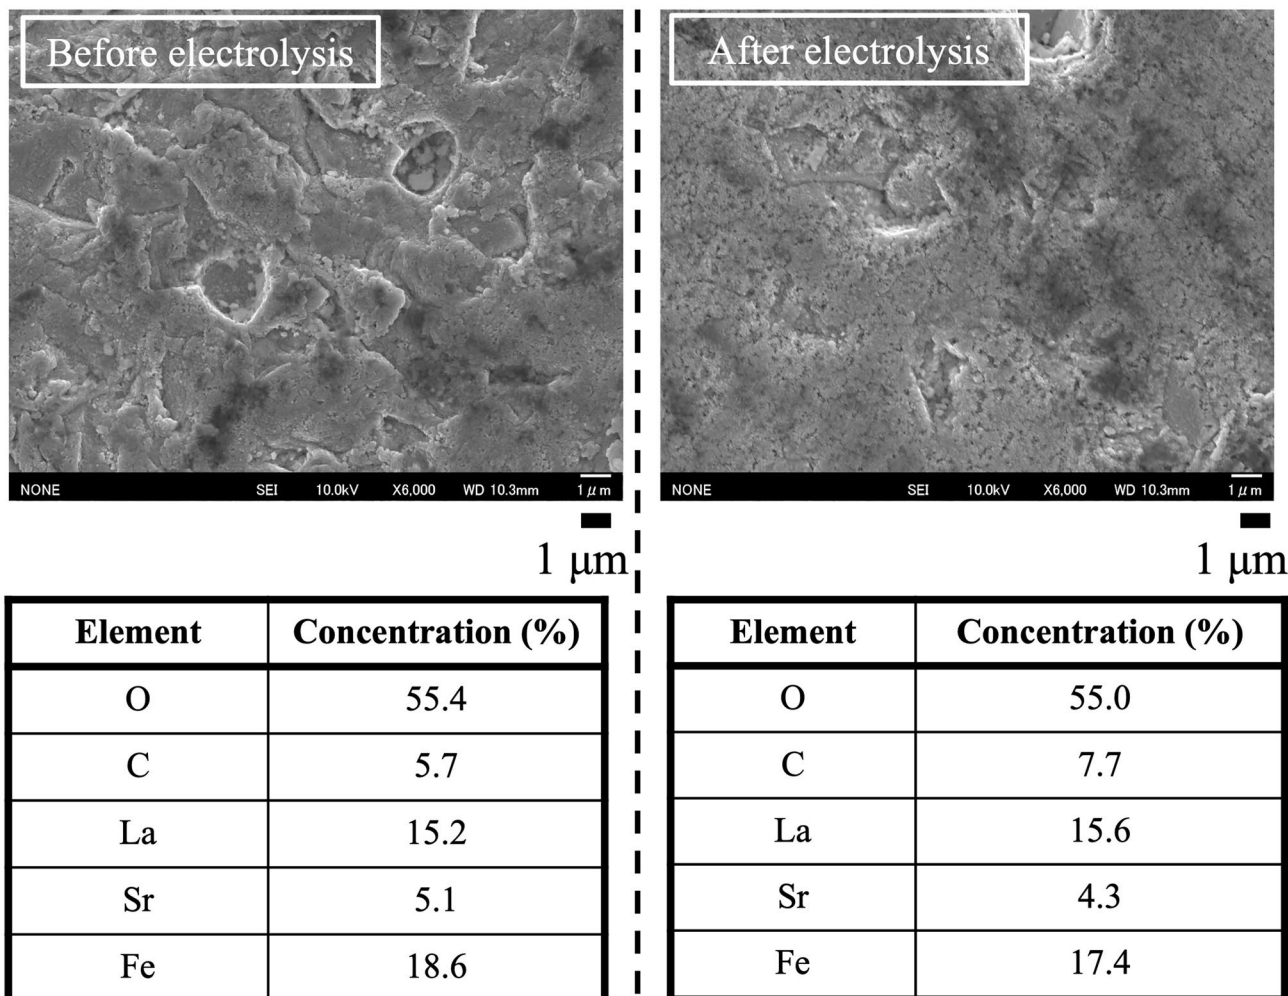 Before electrolysis
NONE SEI 10.0kV X6,000 WD 10.3mm 1 μm
1 μm
Element Concentration (%)
O 55.4
C 5.7
La 15.2
Sr 5.1
Fe 18.6
After electrolysis
NONE SEI 10.0kV X6,000 WD 10.3mm 1 μm
1 μm
Element Concentration (%)
O 55.0
C 7.7
La 15.6
Sr 4.3
Fe 17.4